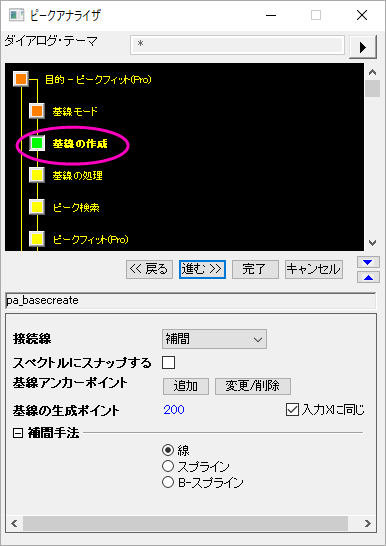 ピークアナライザ
ダイアログ・テーマ
*
目的 - ピークフィット(Pro)
基線モード
基線の作成
基線の処理
ピーク検索
ピークフィット(Pro)
<< 戻る 進む >> 完了 キャンセル
pa_basecreate
接続線 補間
スペクトルにスナップする
基線アンカーポイント 追加 変更/削除
基線の生成ポイント 200 入力Xに同じ
補間手法
線
スプライン
B-スプライン